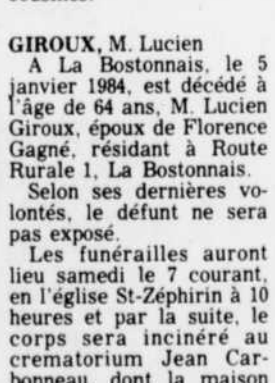 GIROUX, M. Lucien
A La Bostonnais, le 5
janvier 1984, est décédé à
l'âge de 64 ans, M. Lucien
Giroux, époux de Florence
Gagné, résidant à Route
Rurale 1, La Bostonnais.
Selon ses dernières vo-
lontés, le défunt ne sera
pas exposé.
Les funérailles auront
lieu samedi le 7 courant,
en l'église St-Zéphirin à 10
heures et par la suite, le
corps sera incinéré au
crematorium Jean Car-
bonneau, dont la maison